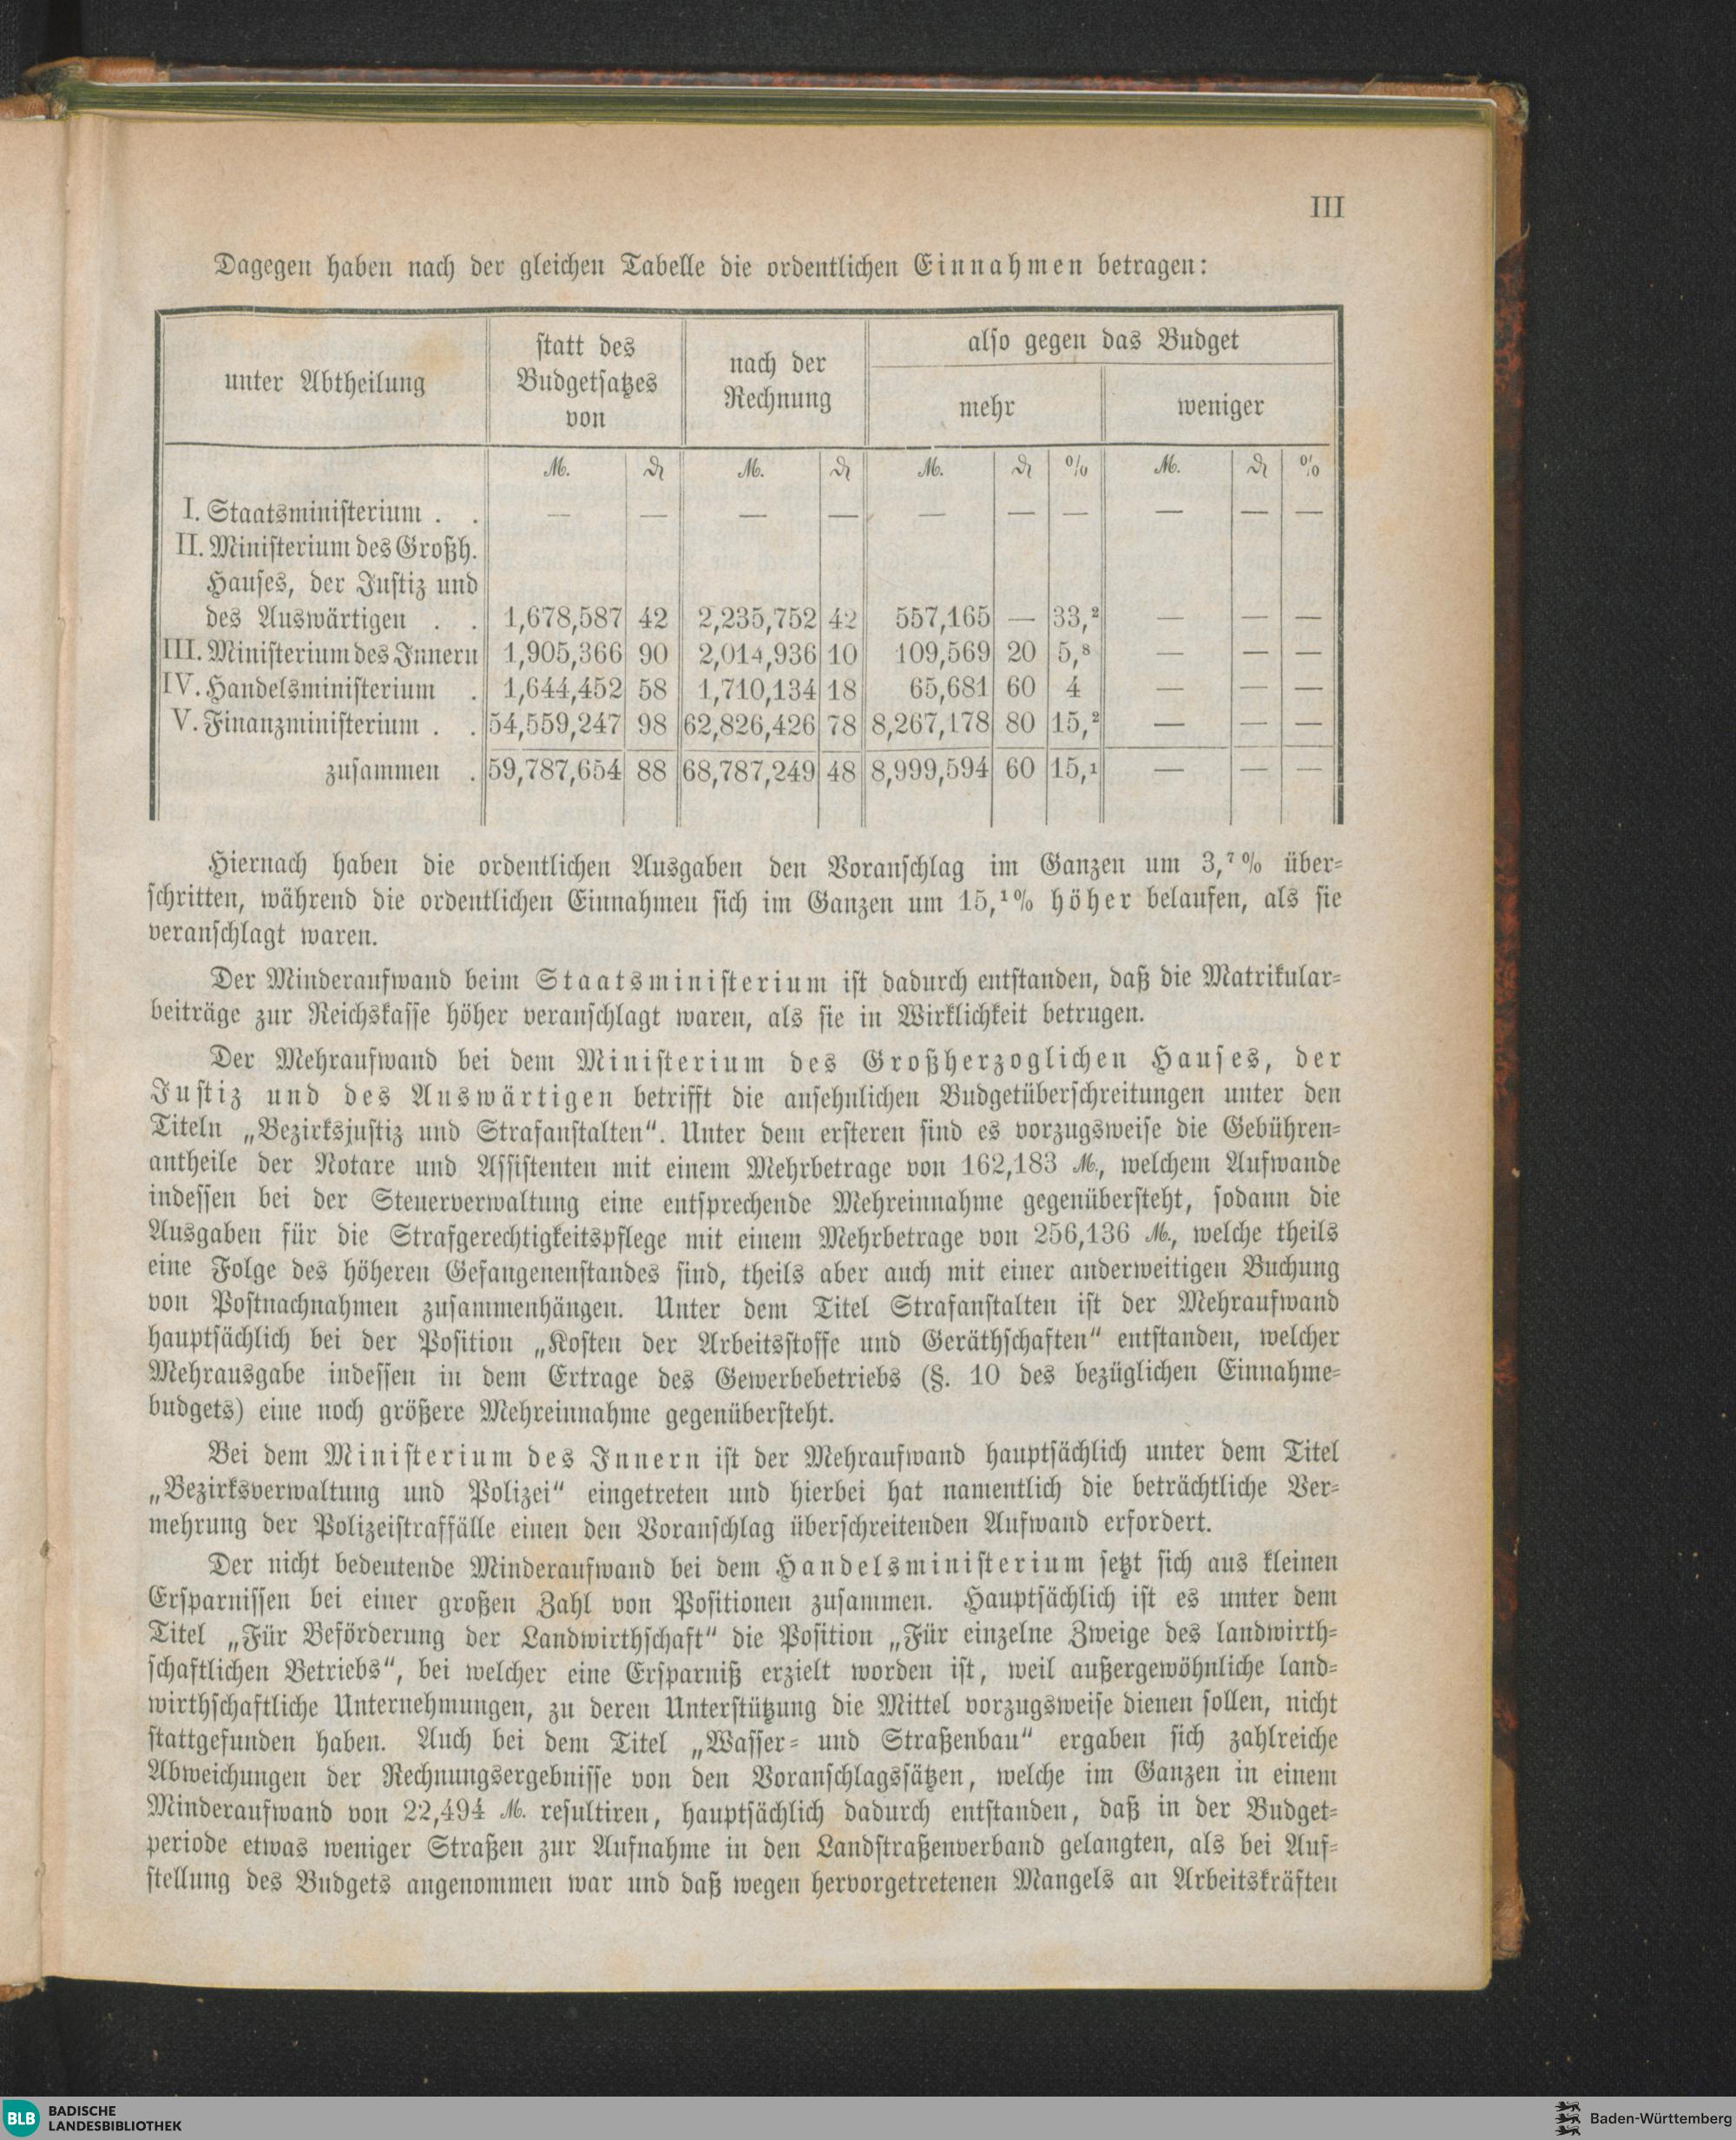 III
Dagegen haben nach der gleichen Tabelle die ordentlichen Einnahmen betragen:
unter Abtheilung | statt des Budgetsatzes von | nach der Rechnung | also gegen das Budget
mehr | weniger
M. | ₰ | M. | ₰ | M. | ₰ | % | M. | ₰ | %
I. Staatsministerium . . — — — — — — — — — —
II. Ministerium des Großh.
Hauses, der Justiz und
des Auswärtigen . . 1,678,587 42 2,235,752 42 557,165 — 33,² — — —
III. Ministerium des Innern 1,905,366 90 2,014,936 10 109,569 20 5,⁸ — — —
IV. Handelsministerium . 1,644,452 58 1,710,134 18 65,681 60 4 — — —
V. Finanzministerium . . 54,559,247 98 62,826,426 78 8,267,178 80 15,² — — —
zusammen . 59,787,654 88 68,787,249 48 8,999,594 60 15,¹ — — —
Hiernach haben die ordentlichen Ausgaben den Voranschlag im Ganzen um 3,⁷ % über-
schritten, während die ordentlichen Einnahmen sich im Ganzen um 15,¹ % höher belaufen, als sie
veranschlagt waren.
Der Minderaufwand beim Staatsministerium ist dadurch entstanden, daß die Matrikular-
beiträge zur Reichskasse höher veranschlagt waren, als sie in Wirklichkeit betrugen.
Der Mehraufwand bei dem Ministerium des Großherzoglichen Hauses, der
Justiz und des Auswärtigen betrifft die ansehnlichen Budgetüberschreitungen unter den
Titeln „Bezirksjustiz und Strafanstalten“. Unter dem ersteren sind es vorzugsweise die Gebühren-
antheile der Notare und Assistenten mit einem Mehrbetrage von 162,183 M., welchem Aufwande
indessen bei der Steuerverwaltung eine entsprechende Mehreinnahme gegenübersteht, sodann die
Ausgaben für die Strafgerechtigkeitspflege mit einem Mehrbetrage von 256,136 M., welche theils
eine Folge des höheren Gefangenenstandes sind, theils aber auch mit einer anderweitigen Buchung
von Postnachnahmen zusammenhängen. Unter dem Titel Strafanstalten ist der Mehraufwand
hauptsächlich bei der Position „Kosten der Arbeitsstoffe und Geräthschaften“ entstanden, welcher
Mehrausgabe indessen in dem Ertrage des Gewerbebetriebs (§. 10 des bezüglichen Einnahme-
budgets) eine noch größere Mehreinnahme gegenübersteht.
Bei dem Ministerium des Innern ist der Mehraufwand hauptsächlich unter dem Titel
„Bezirksverwaltung und Polizei“ eingetreten und hierbei hat namentlich die beträchtliche Ver-
mehrung der Polizeistraffälle einen den Voranschlag überschreitenden Aufwand erfordert.
Der nicht bedeutende Minderaufwand bei dem Handelsministerium setzt sich aus kleinen
Ersparnissen bei einer großen Zahl von Positionen zusammen. Hauptsächlich ist es unter dem
Titel „Für Beförderung der Landwirthschaft“ die Position „Für einzelne Zweige des landwirth-
schaftlichen Betriebs“, bei welcher eine Ersparniß erzielt worden ist, weil außergewöhnliche land-
wirthschaftliche Unternehmungen, zu deren Unterstützung die Mittel vorzugsweise dienen sollen, nicht
stattgefunden haben. Auch bei dem Titel „Wasser- und Straßenbau“ ergaben sich zahlreiche
Abweichungen der Rechnungsergebnisse von den Voranschlagssätzen, welche im Ganzen in einem
Minderaufwand von 22,494 M. resultiren, hauptsächlich dadurch entstanden, daß in der Budget-
periode etwas weniger Straßen zur Aufnahme in den Landstraßenverband gelangten, als bei Auf-
stellung des Budgets angenommen war und daß wegen hervorgetretenen Mangels an Arbeitskräften
BLB BADISCHE
LANDESBIBLIOTHEK
Baden-Württemberg